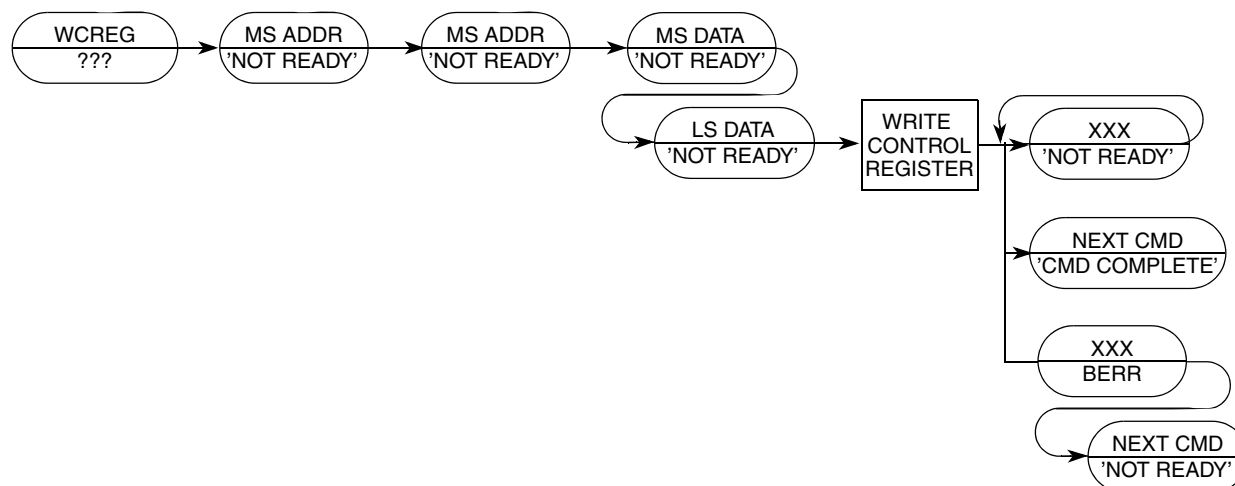 WCREG
???
MS ADDR
'NOT READY'
MS ADDR
'NOT READY'
MS DATA
'NOT READY'
LS DATA
'NOT READY'
WRITE
CONTROL
REGISTER
XXX
'NOT READY'
NEXT CMD
'CMD COMPLETE'
XXX
BERR
NEXT CMD
'NOT READY'